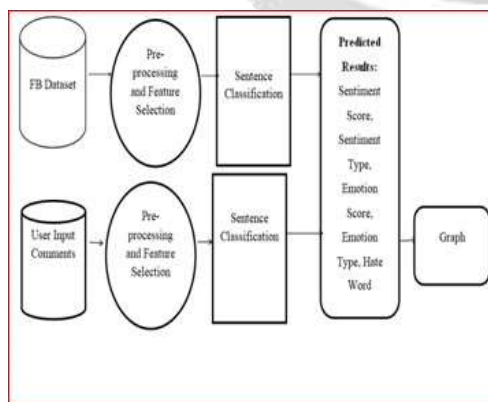 FB Dataset
Pre-
processing
and Feature
Selection
Sentence
Classification
Predicted
Results:
Sentiment
Score,
Sentiment
Type,
Emotion
Score,
Emotion
Type, Hate
Word
User Input
Comments
Pre-
processing
and Feature
Selection
Sentence
Classification
Graph